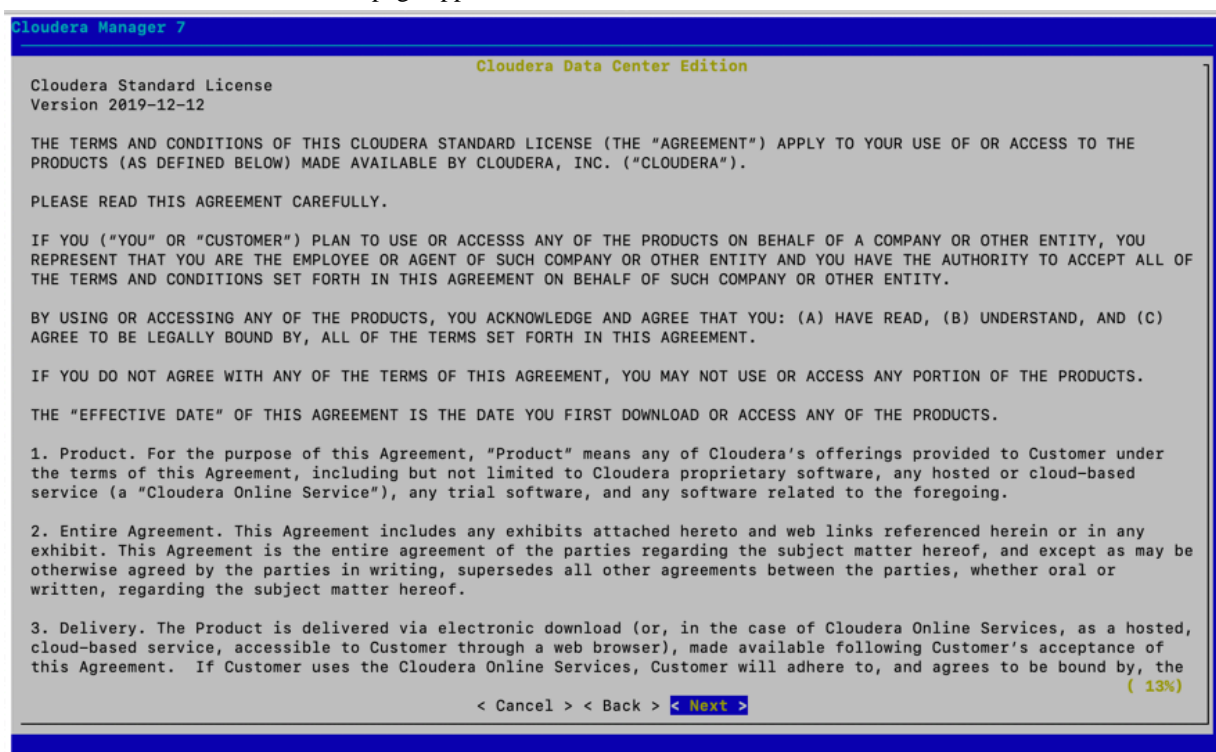 Cloudera Manager 7
Cloudera Data Center Edition
Cloudera Standard License
Version 2019-12-12
THE TERMS AND CONDITIONS OF THIS CLOUDERA STANDARD LICENSE (THE “AGREEMENT”) APPLY TO YOUR USE OF OR ACCESS TO THE
PRODUCTS (AS DEFINED BELOW) MADE AVAILABLE BY CLOUDERA, INC. (“CLOUDERA”).
PLEASE READ THIS AGREEMENT CAREFULLY.
IF YOU (“YOU” OR “CUSTOMER”) PLAN TO USE OR ACCESSS ANY OF THE PRODUCTS ON BEHALF OF A COMPANY OR OTHER ENTITY, YOU
REPRESENT THAT YOU ARE THE EMPLOYEE OR AGENT OF SUCH COMPANY OR OTHER ENTITY AND YOU HAVE THE AUTHORITY TO ACCEPT ALL OF
THE TERMS AND CONDITIONS SET FORTH IN THIS AGREEMENT ON BEHALF OF SUCH COMPANY OR OTHER ENTITY.
BY USING OR ACCESSING ANY OF THE PRODUCTS, YOU ACKNOWLEDGE AND AGREE THAT YOU: (A) HAVE READ, (B) UNDERSTAND, AND (C)
AGREE TO BE LEGALLY BOUND BY, ALL OF THE TERMS SET FORTH IN THIS AGREEMENT.
IF YOU DO NOT AGREE WITH ANY OF THE TERMS OF THIS AGREEMENT, YOU MAY NOT USE OR ACCESS ANY PORTION OF THE PRODUCTS.
THE “EFFECTIVE DATE” OF THIS AGREEMENT IS THE DATE YOU FIRST DOWNLOAD OR ACCESS ANY OF THE PRODUCTS.
1. Product. For the purpose of this Agreement, “Product” means any of Cloudera’s offerings provided to Customer under
the terms of this Agreement, including but not limited to Cloudera proprietary software, any hosted or cloud-based
service (a “Cloudera Online Service”), any trial software, and any software related to the foregoing.
2. Entire Agreement. This Agreement includes any exhibits attached hereto and web links referenced herein or in any
exhibit. This Agreement is the entire agreement of the parties regarding the subject matter hereof, and except as may be
otherwise agreed by the parties in writing, supersedes all other agreements between the parties, whether oral or
written, regarding the subject matter hereof.
3. Delivery. The Product is delivered via electronic download (or, in the case of Cloudera Online Services, as a hosted,
cloud-based service, accessible to Customer through a web browser), made available following Customer’s acceptance of
this Agreement. If Customer uses the Cloudera Online Services, Customer will adhere to, and agrees to be bound by, the
( 13%)
< Cancel > < Back > < Next >